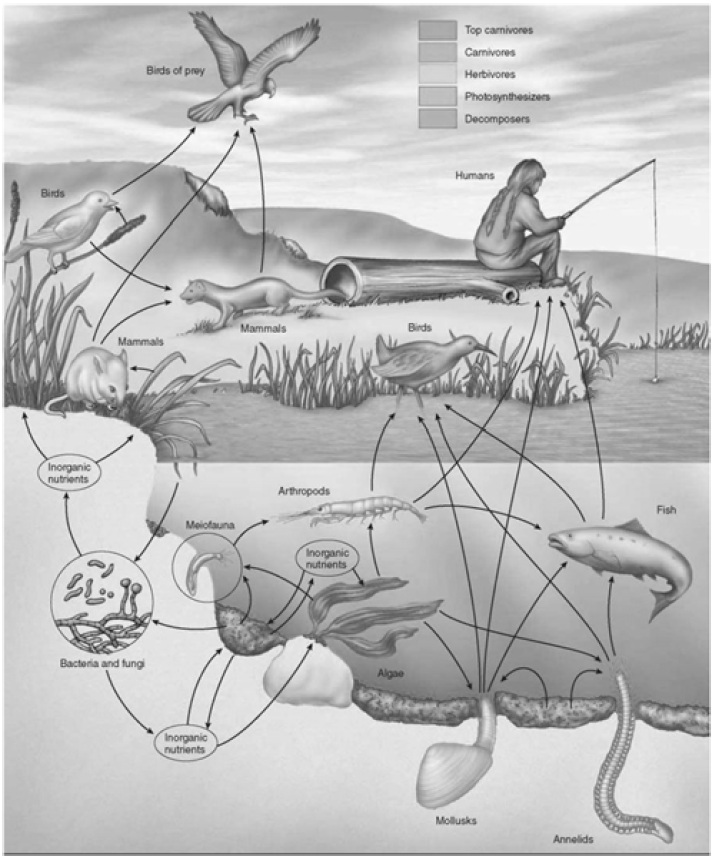 Top carnivores
Carnivores
Herbivores
Photosynthesizers
Decomposers
Birds of prey
Humans
Birds
Mammals
Birds
Mammals
Inorganic
nutrients
Arthropods
Fish
Meiofauna
Inorganic
nutrients
Bacteria and fungi
Algae
Inorganic
nutrients
Mollusks
Annelids